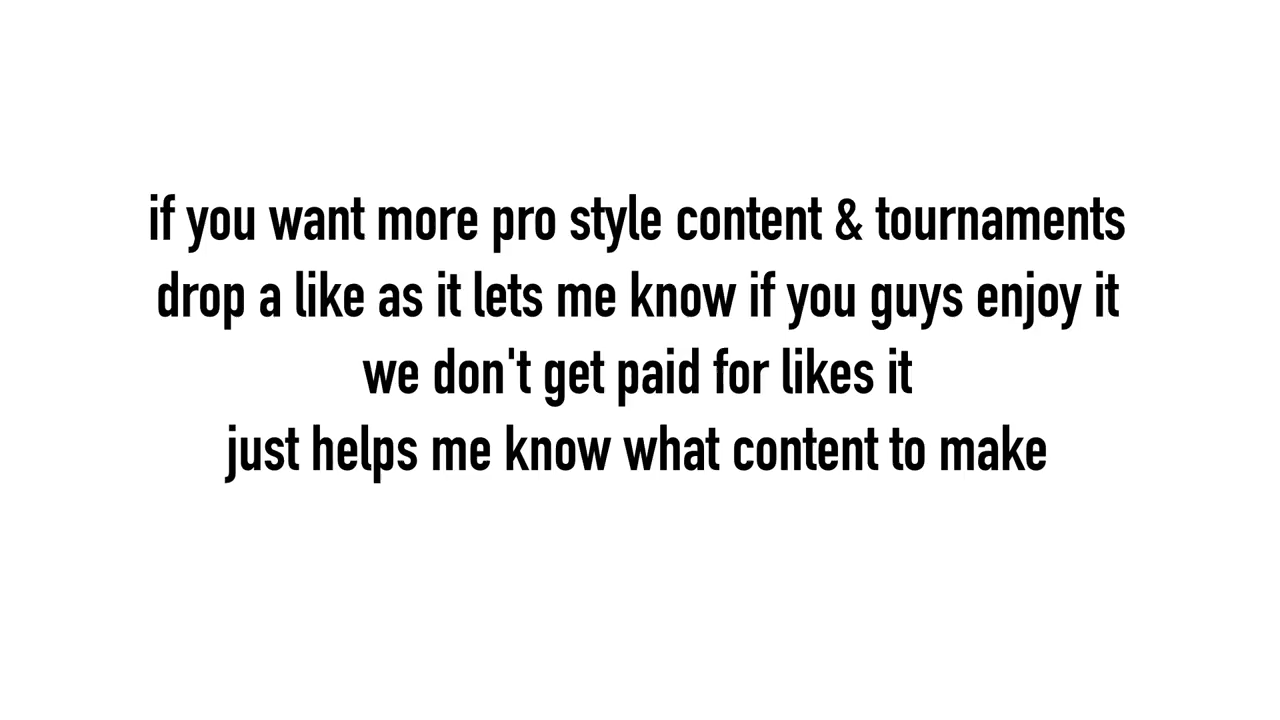 if you want more pro style content & tournaments
drop a like as it lets me know if you guys enjoy it
we don't get paid for likes it
just helps me know what content to make